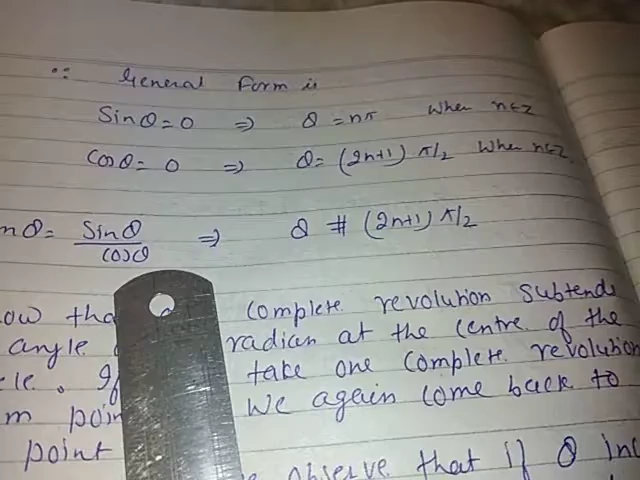 ∵ General Form is
Sinθ = 0 ⇒ θ = nπ When n∈Z
Cosθ = 0 ⇒ θ = (2n+1) π/2 When n∈Z
nθ = Sinθ/Cosθ ⇒ θ ≠ (2n+1) π/2
ow tha complete revolution Subtends
angle radian at the Centre of the
cle. If take one complete revolution
m poin We again Come back to
point
observe that if θ inc